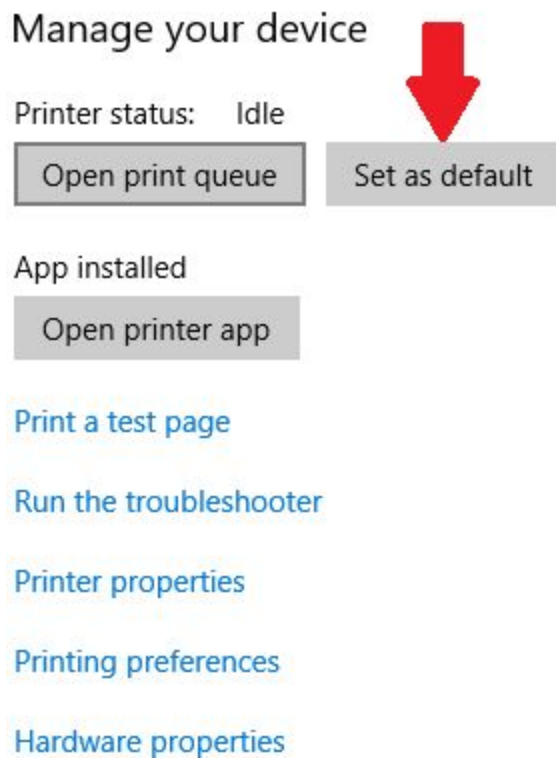 Manage your device
Printer status: Idle
Open print queue Set as default
App installed
Open printer app
Print a test page
Run the troubleshooter
Printer properties
Printing preferences
Hardware properties